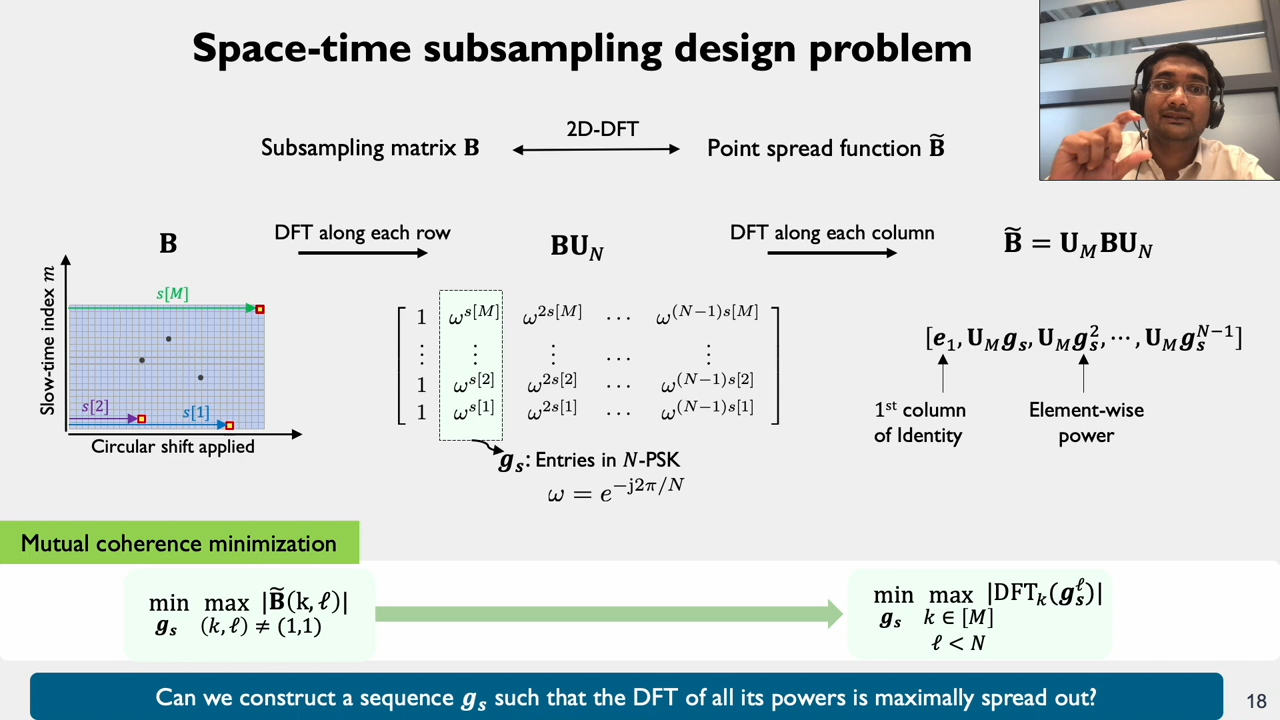 Space-time subsampling design problem
Subsampling matrix B
2D-DFT
Point spread function B̃
B
DFT along each row
BU_N
DFT along each column
B̃ = U_M B U_N
Slow-time index m
s[M]
s[2]
s[1]
Circular shift applied
1 ω^{s[M]} ω^{2s[M]} ⋯ ω^{(N−1)s[M]}
⋮ ⋮ ⋮ ⋯ ⋮
1 ω^{s[2]} ω^{2s[2]} ⋯ ω^{(N−1)s[2]}
1 ω^{s[1]} ω^{2s[1]} ⋯ ω^{(N−1)s[1]}
g_s: Entries in N-PSK
ω = e^{−j2π/N}
[e_1, U_M g_s, U_M g_s^2, ⋯, U_M g_s^{N−1}]
1st column
of Identity
Element-wise
power
Mutual coherence minimization
min max |B̃(k, ℓ)|
g_s (k, ℓ) ≠ (1,1)
min max |DFT_k(g_s^ℓ)|
g_s k ∈ [M]
ℓ < N
Can we construct a sequence g_s such that the DFT of all its powers is maximally spread out?
18